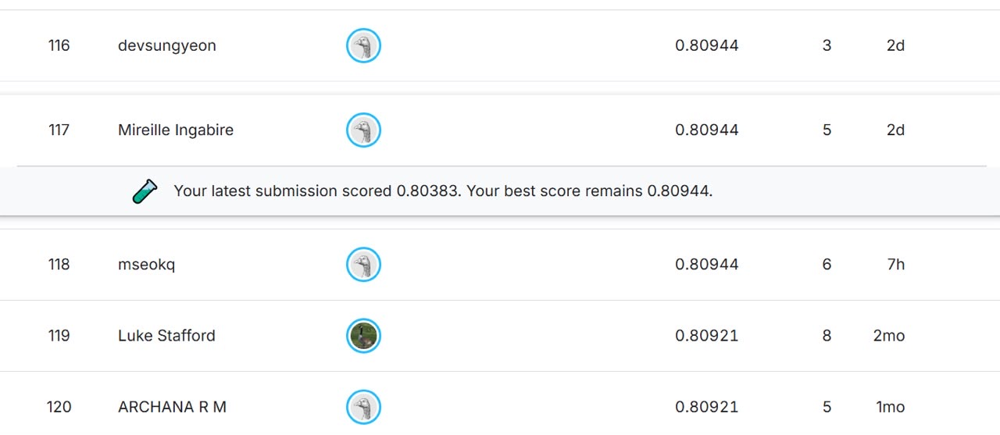 116 devsungyeon 0.80944 3 2d
117 Mireille Ingabire 0.80944 5 2d
Your latest submission scored 0.80383. Your best score remains 0.80944.
118 mseokq 0.80944 6 7h
119 Luke Stafford 0.80921 8 2mo
120 ARCHANA R M 0.80921 5 1mo